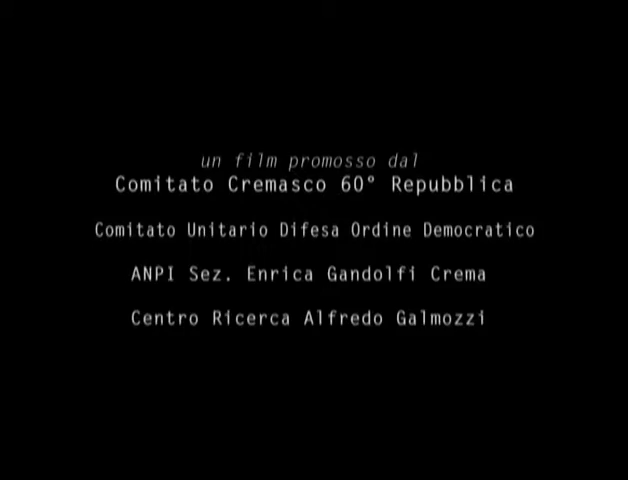 un film promosso dal
Comitato Cremasco 60° Repubblica
Comitato Unitario Difesa Ordine Democratico
ANPI Sez. Enrica Gandolfi Crema
Centro Ricerca Alfredo Galmozzi